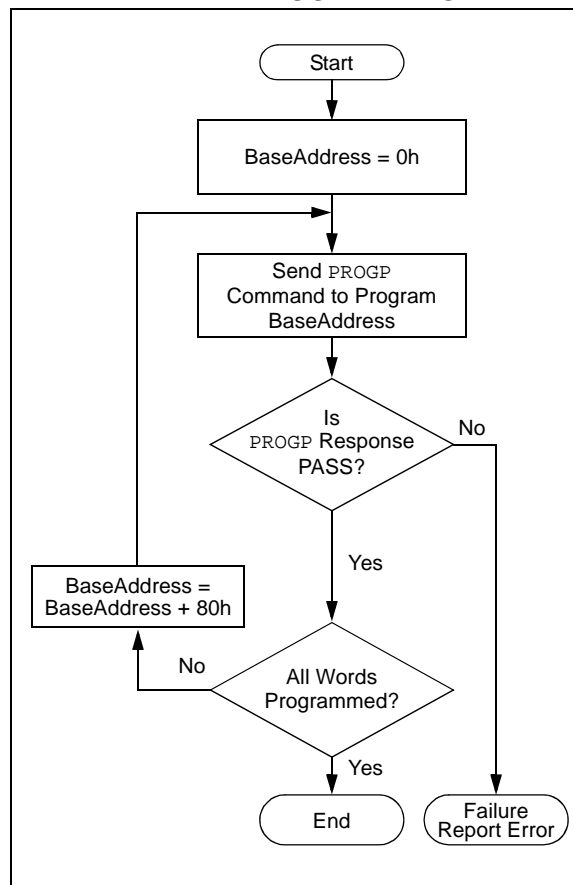 Start
BaseAddress = 0h
Send PROGP
Command to Program
BaseAddress
Is
PROGP Response
PASS?
No
Yes
BaseAddress =
BaseAddress + 80h
No
All Words
Programmed?
Yes
End
Failure
Report Error